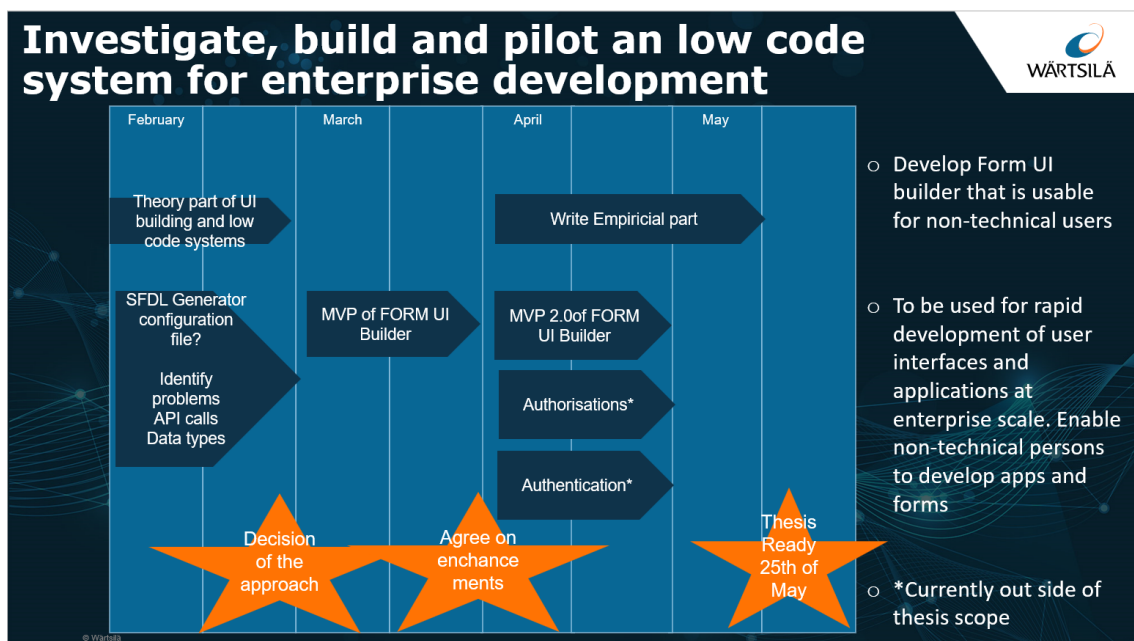 Investigate, build and pilot an low code
system for enterprise development
WÄRTSILÄ
February
March
April
May
Theory part of UI
building and low
code systems
Write Empiricial part
SFDL Generator
configuration
file?
Identify
problems
API calls
Data types
MVP of FORM UI
Builder
MVP 2.0of FORM
UI Builder
Authorisations*
Authentication*
Decision
of the
approach
Agree on
enchance
ments
Thesis
Ready
25th of
May
o Develop Form UI
builder that is usable
for non-technical users
o To be used for rapid
development of user
interfaces and
applications at
enterprise scale. Enable
non-technical persons
to develop apps and
forms
o *Currently out side of
thesis scope
© Wärtsilä